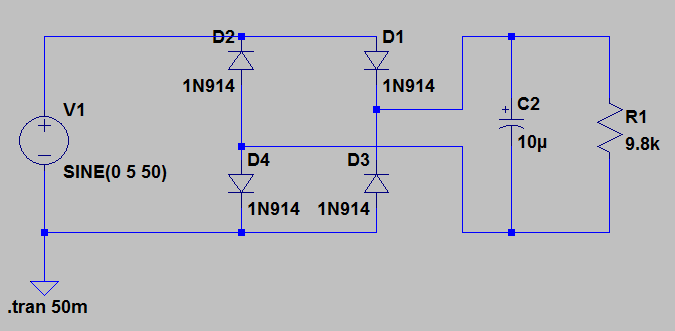 D2
D1
1N914
1N914
V1
+
C2
R1
10µ
9.8k
SINE(0 5 50)
D4
D3
1N914
1N914
.tran 50m